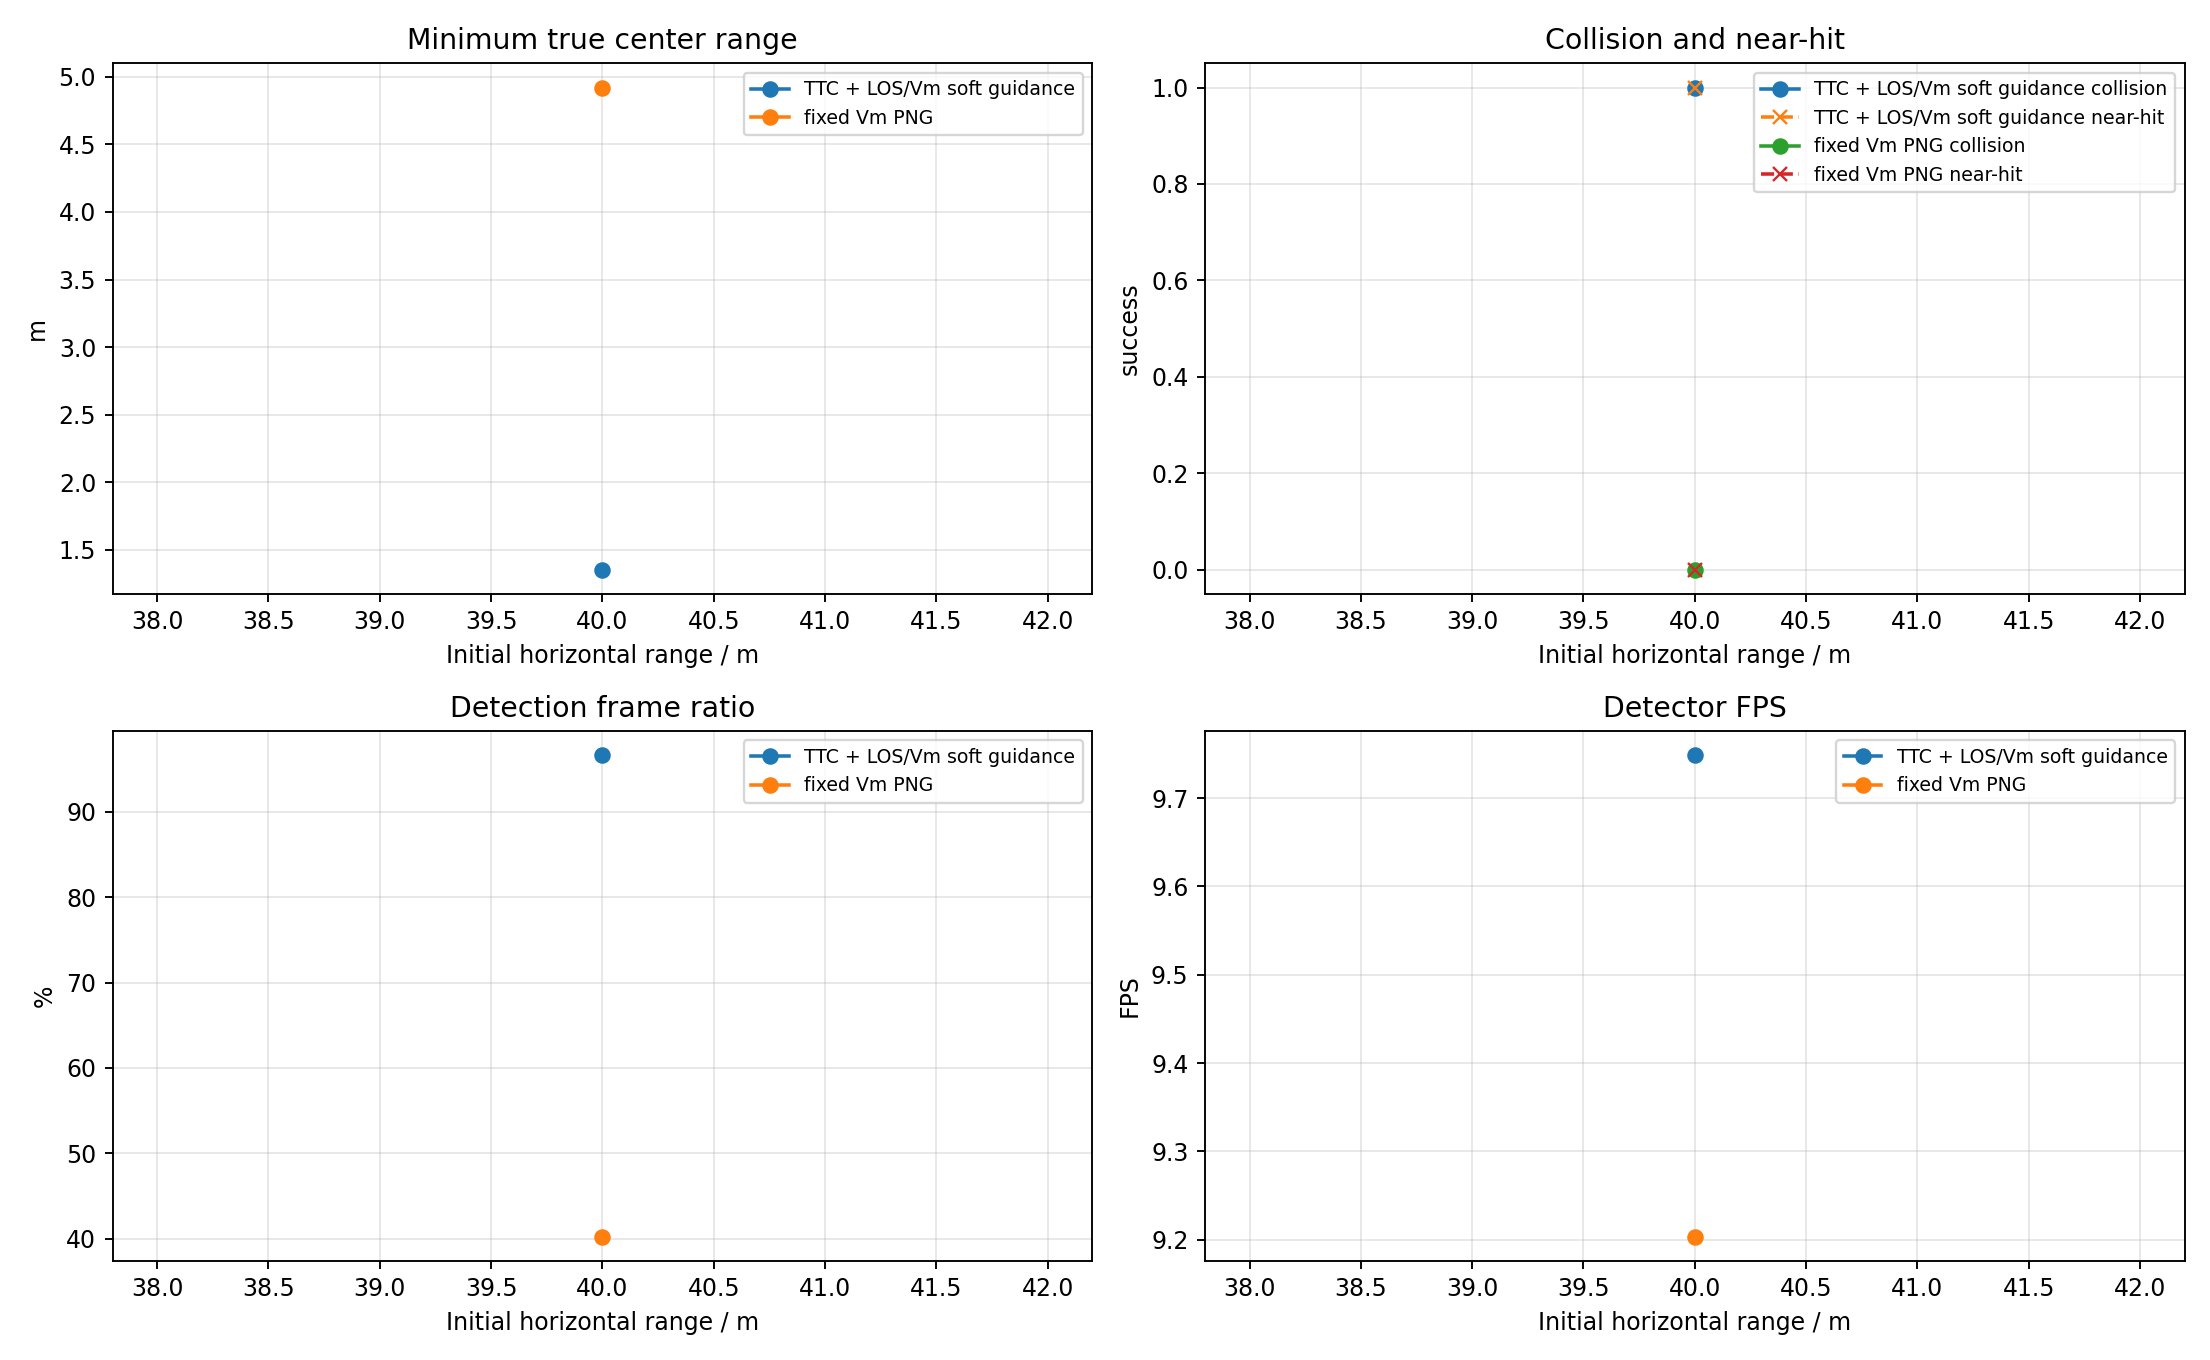 Minimum true center range
5.0
4.5
4.0
3.5
3.0
2.5
2.0
1.5
m
TTC + LOS/Vm soft guidance
fixed Vm PNG
38.0 38.5 39.0 39.5 40.0 40.5 41.0 41.5 42.0
Initial horizontal range / m
Collision and near-hit
1.0
0.8
0.6
0.4
0.2
0.0
success
TTC + LOS/Vm soft guidance collision
TTC + LOS/Vm soft guidance near-hit
fixed Vm PNG collision
fixed Vm PNG near-hit
38.0 38.5 39.0 39.5 40.0 40.5 41.0 41.5 42.0
Initial horizontal range / m
Detection frame ratio
90
80
70
60
50
40
%
TTC + LOS/Vm soft guidance
fixed Vm PNG
38.0 38.5 39.0 39.5 40.0 40.5 41.0 41.5 42.0
Initial horizontal range / m
Detector FPS
9.7
9.6
9.5
9.4
9.3
9.2
FPS
TTC + LOS/Vm soft guidance
fixed Vm PNG
38.0 38.5 39.0 39.5 40.0 40.5 41.0 41.5 42.0
Initial horizontal range / m